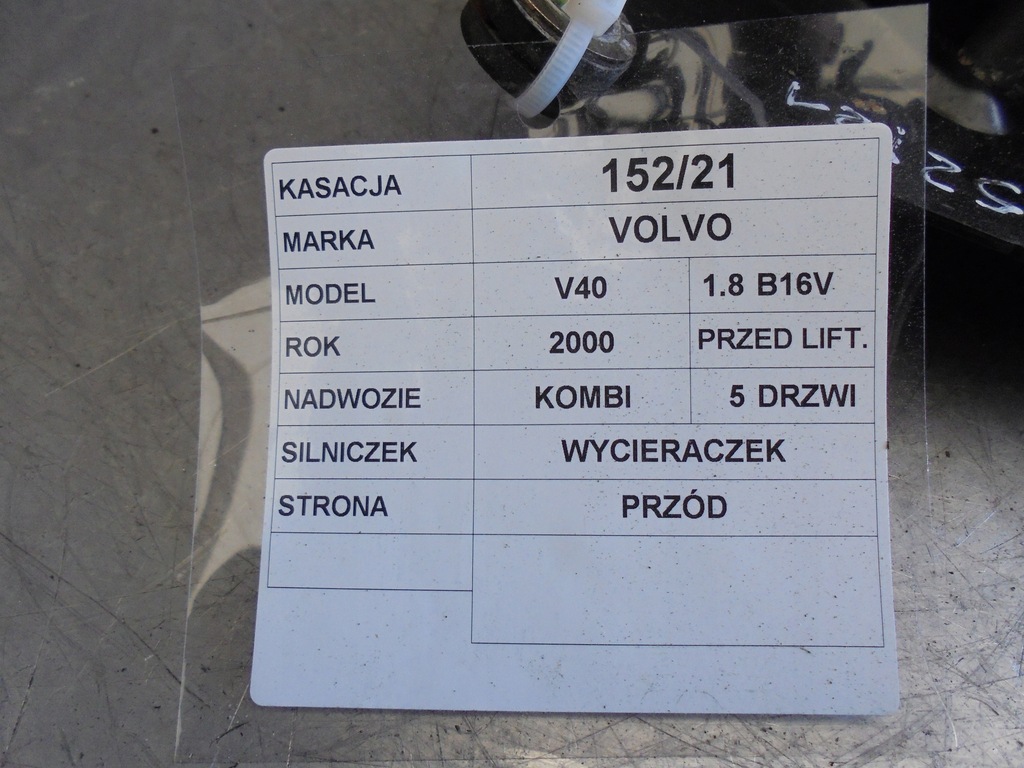 KASACJA 152/21
MARKA VOLVO
MODEL V40 1.8 B16V
ROK 2000 PRZED LIFT.
NADWOZIE KOMBI 5 DRZWI
SILNICZEK WYCIERACZEK
STRONA PRZÓD